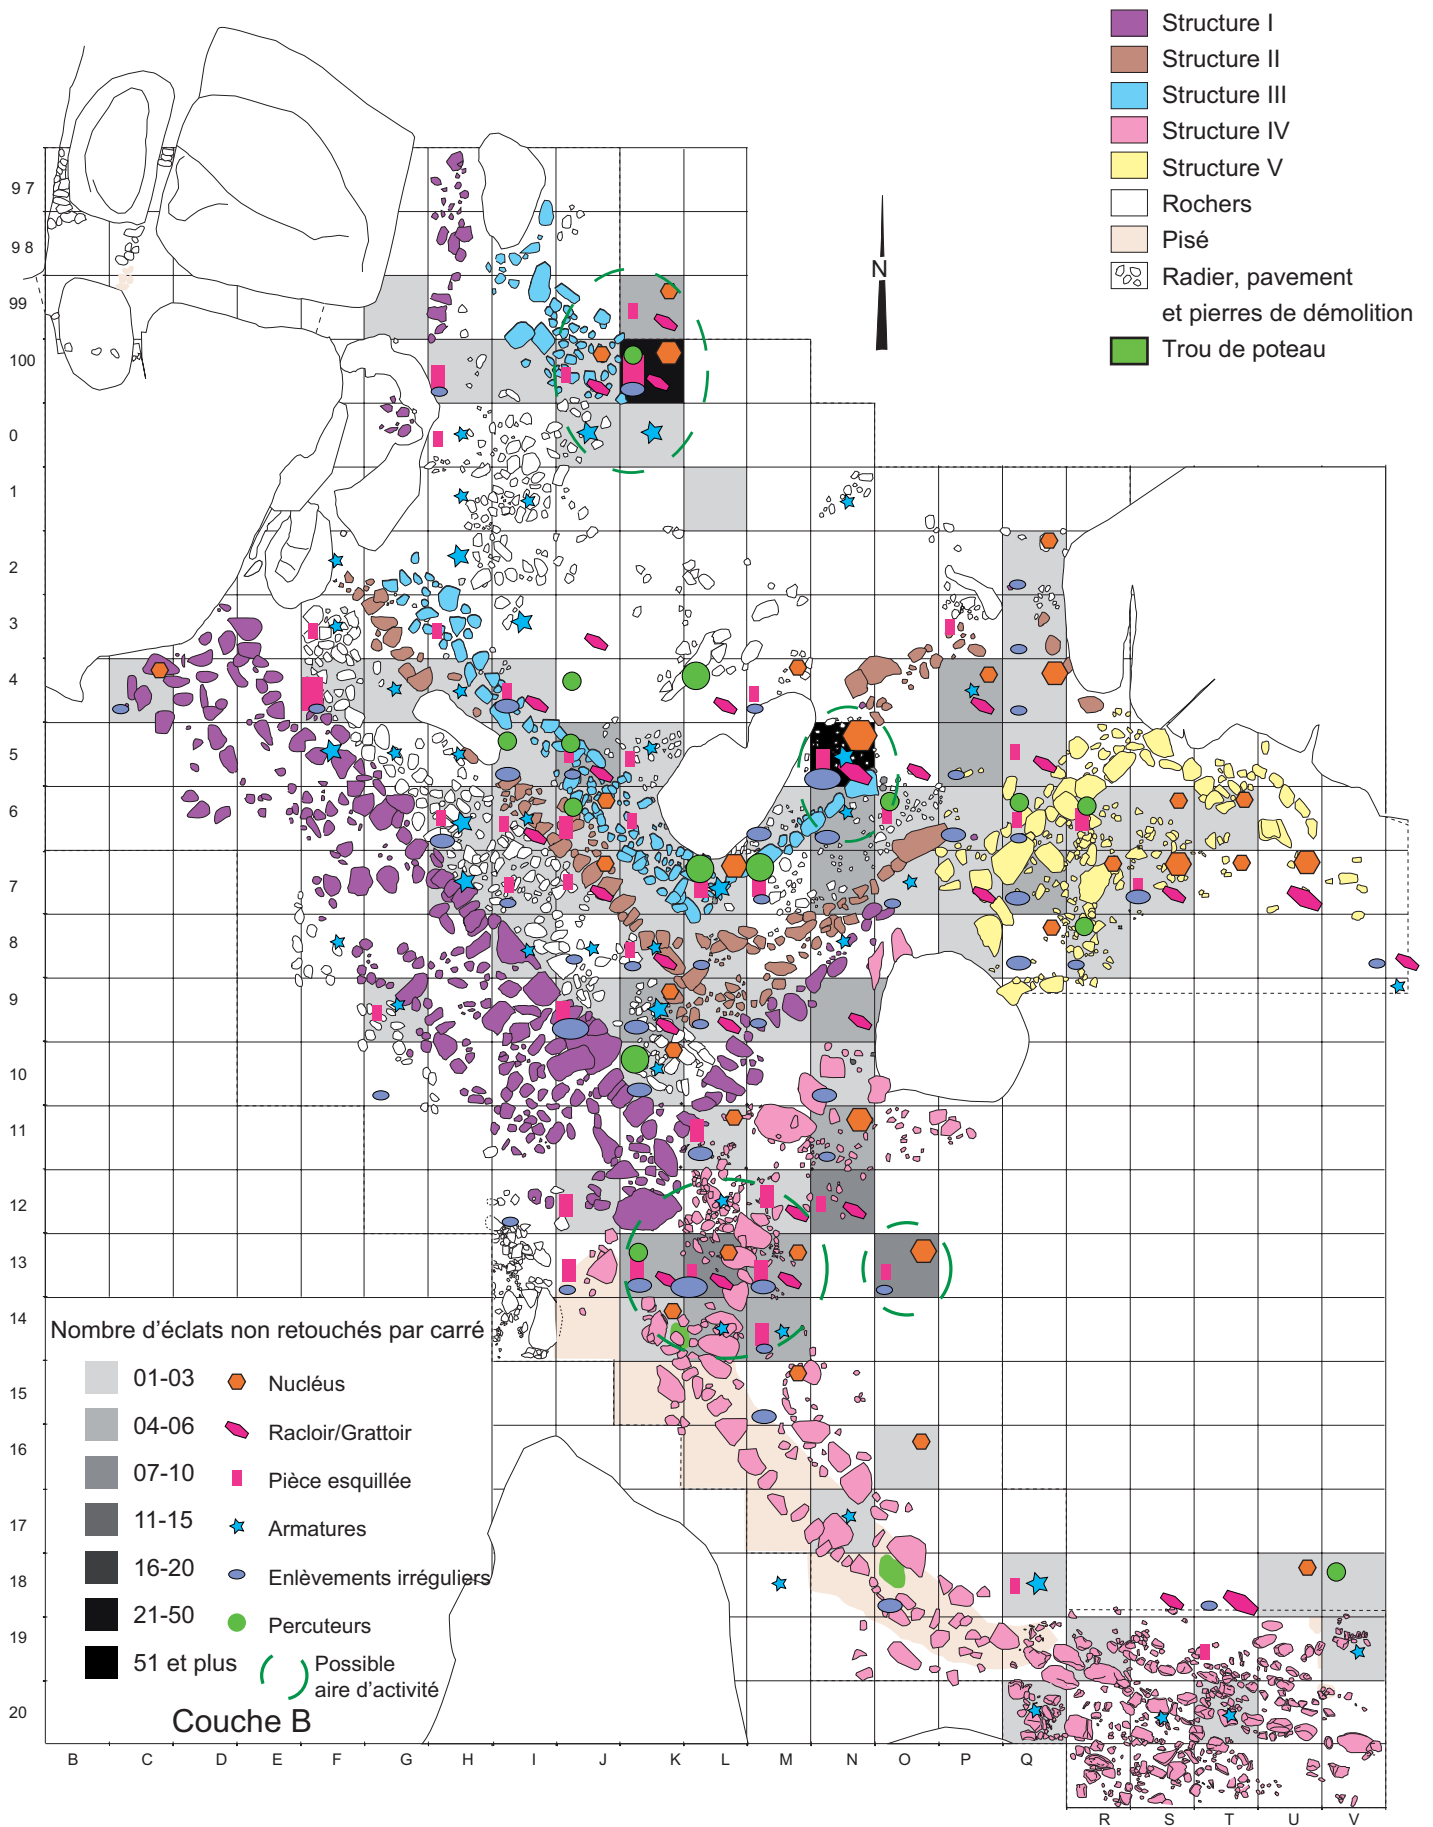 Structure I
Structure II
Structure III
Structure IV
Structure V
Rochers
Pisé
Radier, pavement
et pierres de démolition
Trou de poteau
N
97
98
99
100
0
1
2
3
4
5
6
7
8
9
10
11
12
13
14
15
16
17
18
19
20
Nombre d'éclats non retouchés par carré
01-03
04-06
07-10
11-15
16-20
21-50
51 et plus
Nucléus
Racloir/Grattoir
Pièce esquillée
Armatures
Enlèvements irréguliers
Percuteurs
Possible
aire d'activité
Couche B
B C D E F G H I J K L M N O P Q
R S T U V